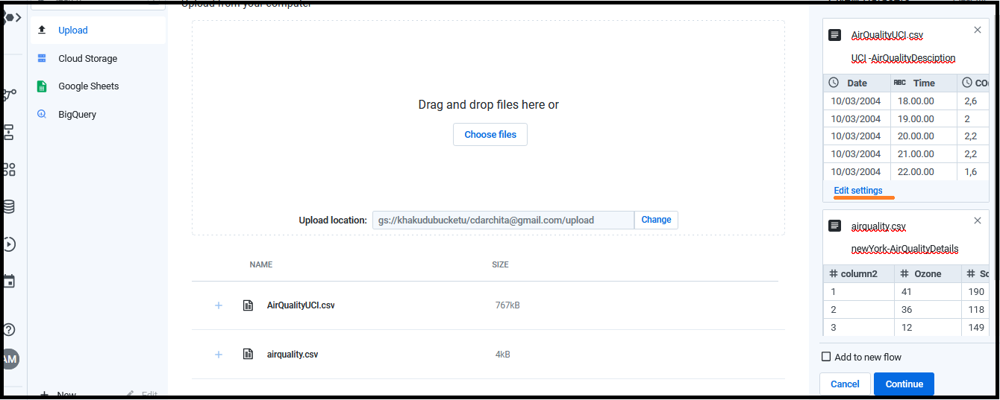 Upload from your computer
Upload
Cloud Storage
Google Sheets
BigQuery
New
Edit
Drag and drop files here or
Choose files
Upload location: gs://khakudubucketu/cdarchita@gmail.com/upload Change
NAME SIZE
+ AirQualityUCI.csv 767kB
+ airquality.csv 4kB
AirQualityUCI.csv
UCI -AirQualityDesciption
Date ABC Time CO
10/03/2004 18.00.00 2,6
10/03/2004 19.00.00 2
10/03/2004 20.00.00 2,2
10/03/2004 21.00.00 2,2
10/03/2004 22.00.00 1,6
Edit settings
airquality.csv
newYork-AirQualityDetails
# column2 # Ozone # So
1 41 190
2 36 118
3 12 149
Add to new flow
Cancel Continue
AM